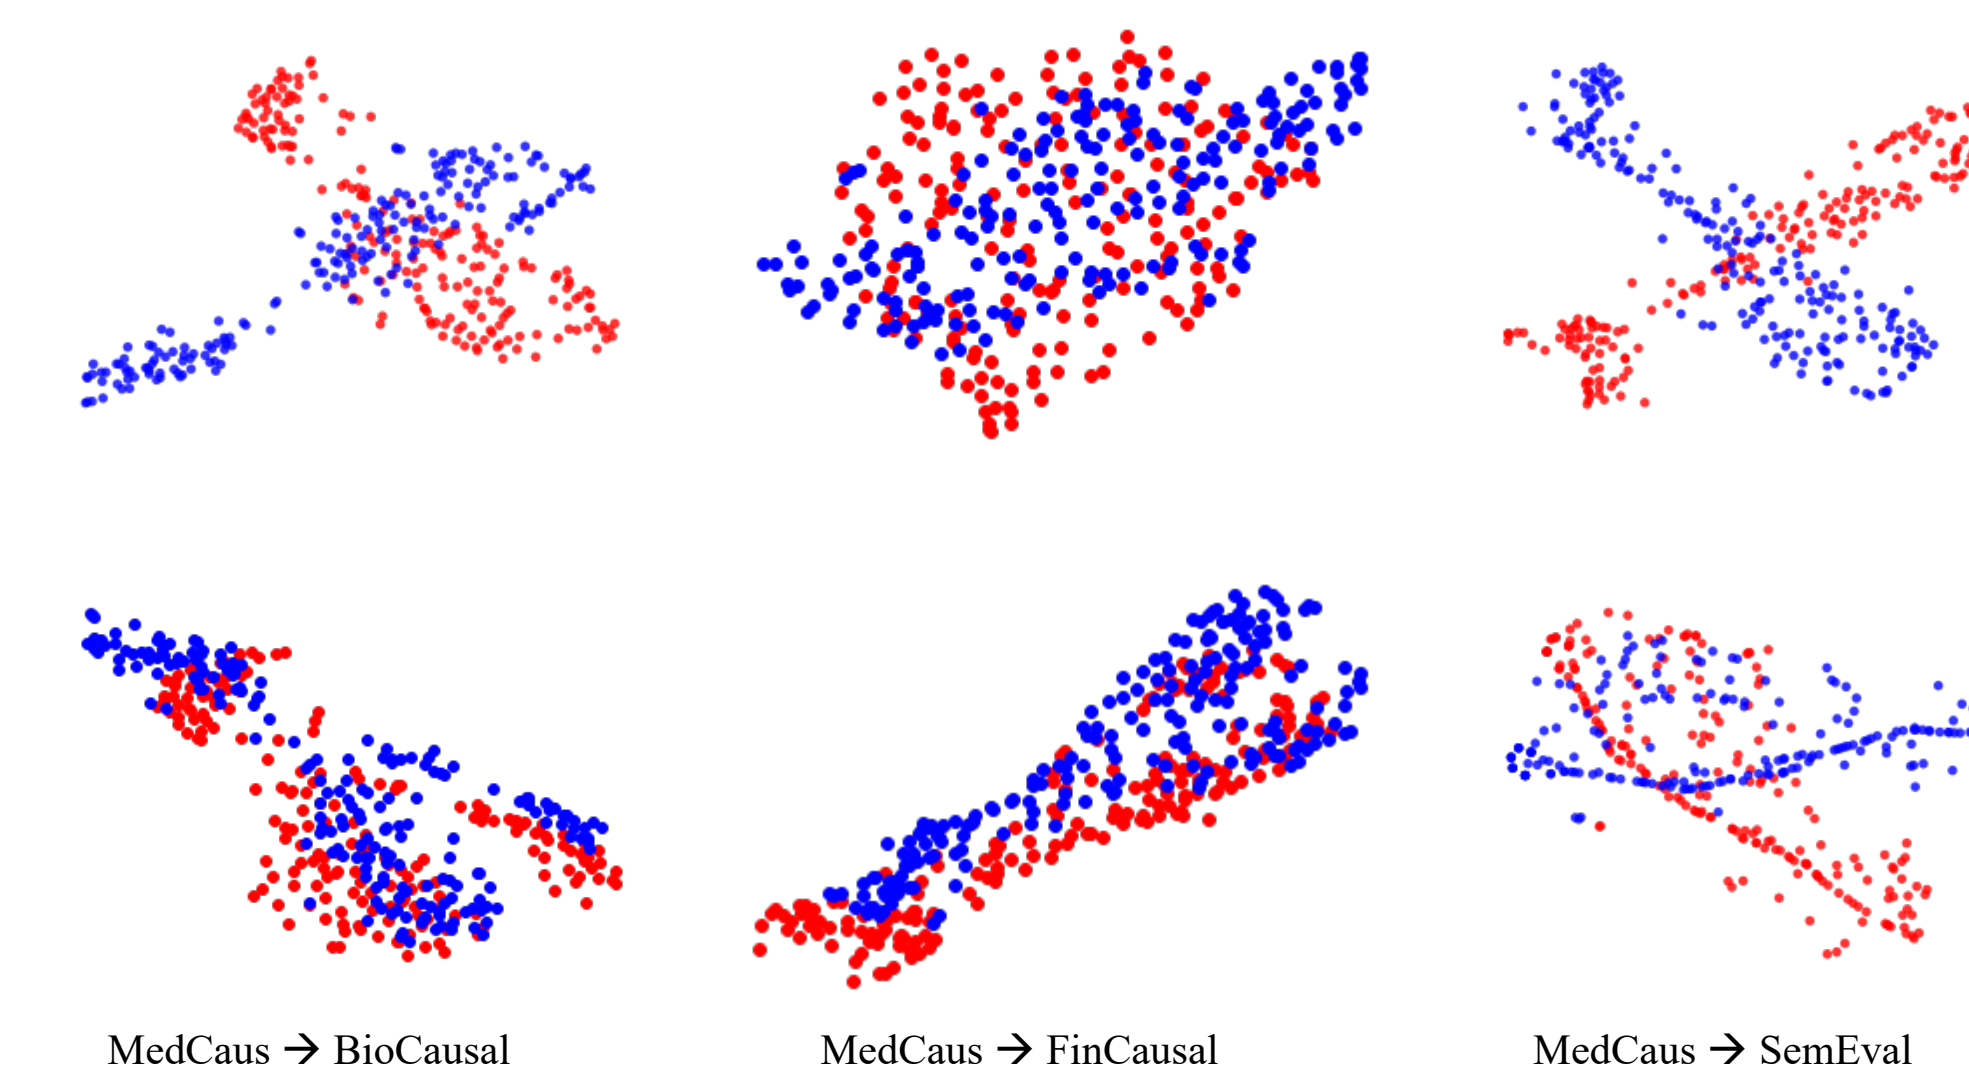 MedCaus → BioCausal
MedCaus → FinCausal
MedCaus → SemEval